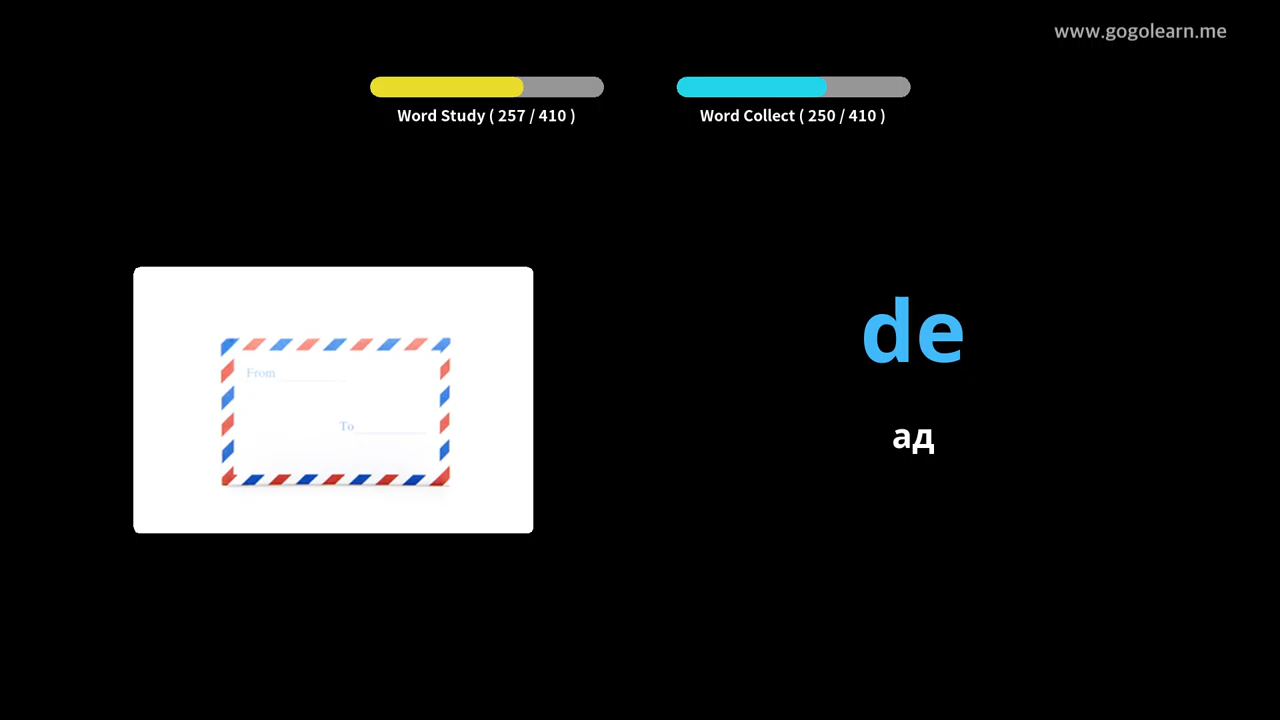 www.gogolearn.me
Word Study ( 257 / 410 )
Word Collect ( 250 / 410 )
From
To
de
ад